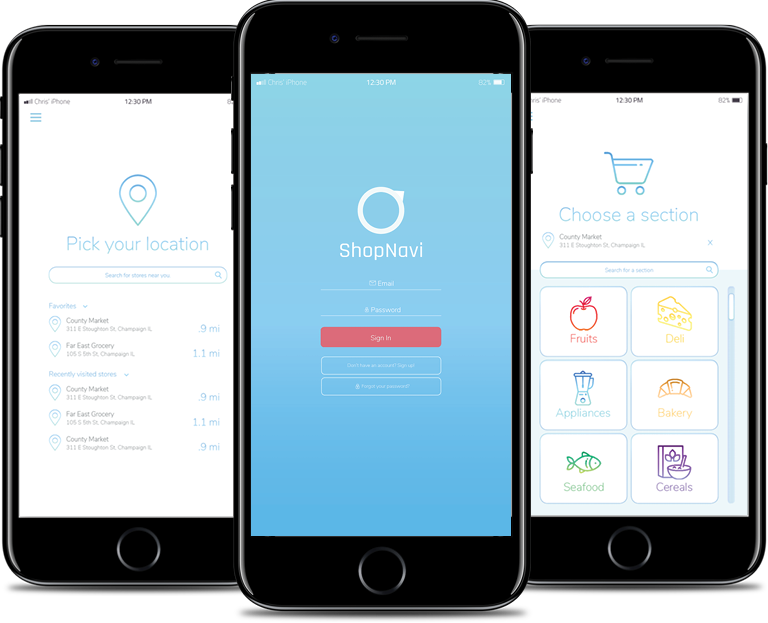 Chris' iPhone
12:30 PM
Pick your location
Search for stores near you.
Favorites
County Market
311 E Stoughton St, Champaign IL
.9 mi
Far East Grocery
105 S 5th St, Champaign IL
1.1 mi
Recently visited stores
County Market
311 E Stoughton St, Champaign IL
.9 mi
Far East Grocery
105 S 5th St, Champaign IL
1.1 mi
County Market
311 E Stoughton St, Champaign IL
.9 mi
Chris' iPhone
12:30 PM
82%
ShopNavi
Email
Password
Sign In
Don't have an account? Sign up!
Forgot your password?
iPhone
12:30 PM
82%
Choose a section
County Market
311 E Stoughton St, Champaign IL
x
Search for a section
Fruits
Deli
Appliances
Bakery
Seafood
Cereals